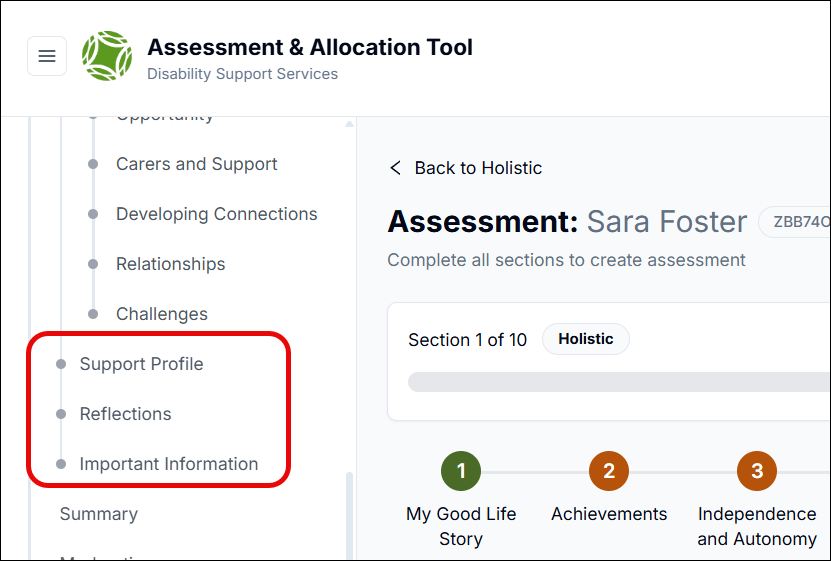 Assessment & Allocation Tool
Disability Support Services
Opportunity
Carers and Support
Developing Connections
Relationships
Challenges
Support Profile
Reflections
Important Information
Summary
Back to Holistic
Assessment: Sara Foster
Complete all sections to create assessment
Section 1 of 10
Holistic
1
My Good Life
Story
2
Achievements
3
Independence
and Autonomy